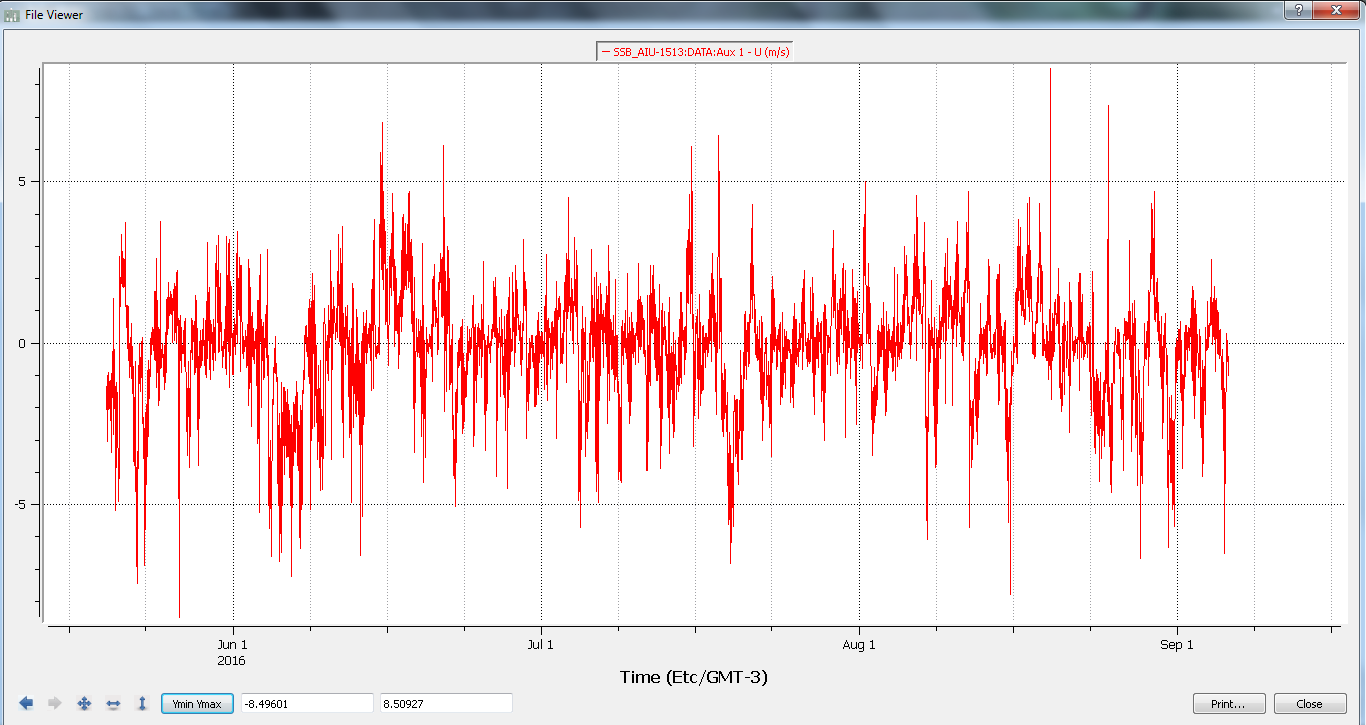 File Viewer
?
SSB_AIU-1513:DATA:Aux 1 - U (m/s)
5
0
-5
Jun 1 Jul 1 Aug 1 Sep 1
2016
Time (Etc/GMT-3)
Ymin Ymax -8.49601 8.50927 Print... Close